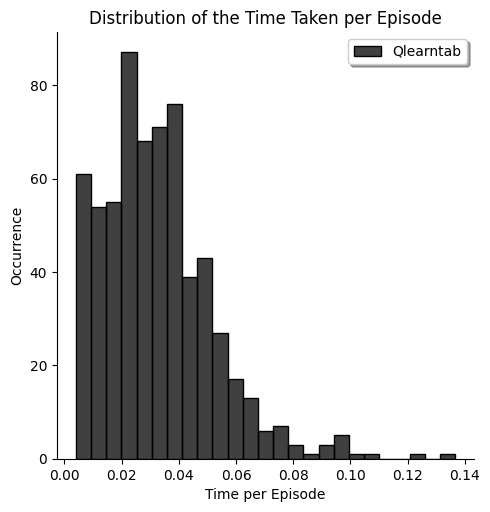 Distribution of the Time Taken per Episode
Qlearntab
80
60
40
20
0
Occurrence
0.00 0.02 0.04 0.06 0.08 0.10 0.12 0.14
Time per Episode